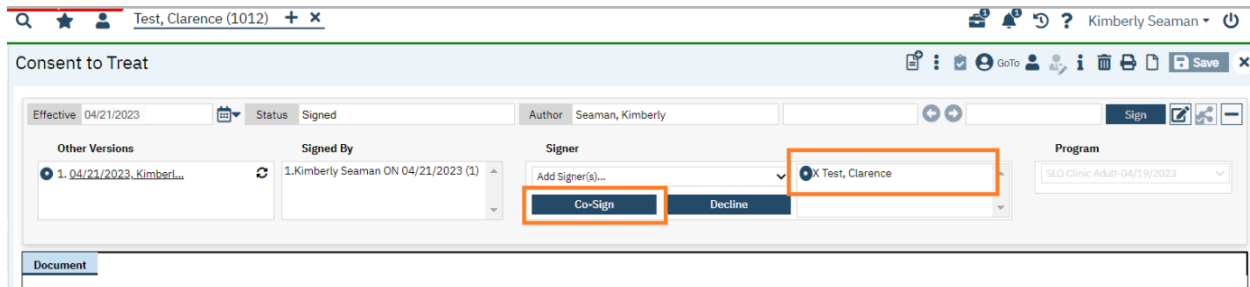 Test, Clarence (1012) + × 1 1 ? Kimberly Seaman
Consent to Treat GoTo i Save ×
Effective 04/21/2023 Status Signed Author Seaman, Kimberly Sign
Other Versions Signed By Signer Program
1. 04/21/2023, Kimberl... 1.Kimberly Seaman ON 04/21/2023 (1) Add Signer(s)... X Test, Clarence SLO Clinic Adult-04/19/2023
Co-Sign Decline
Document